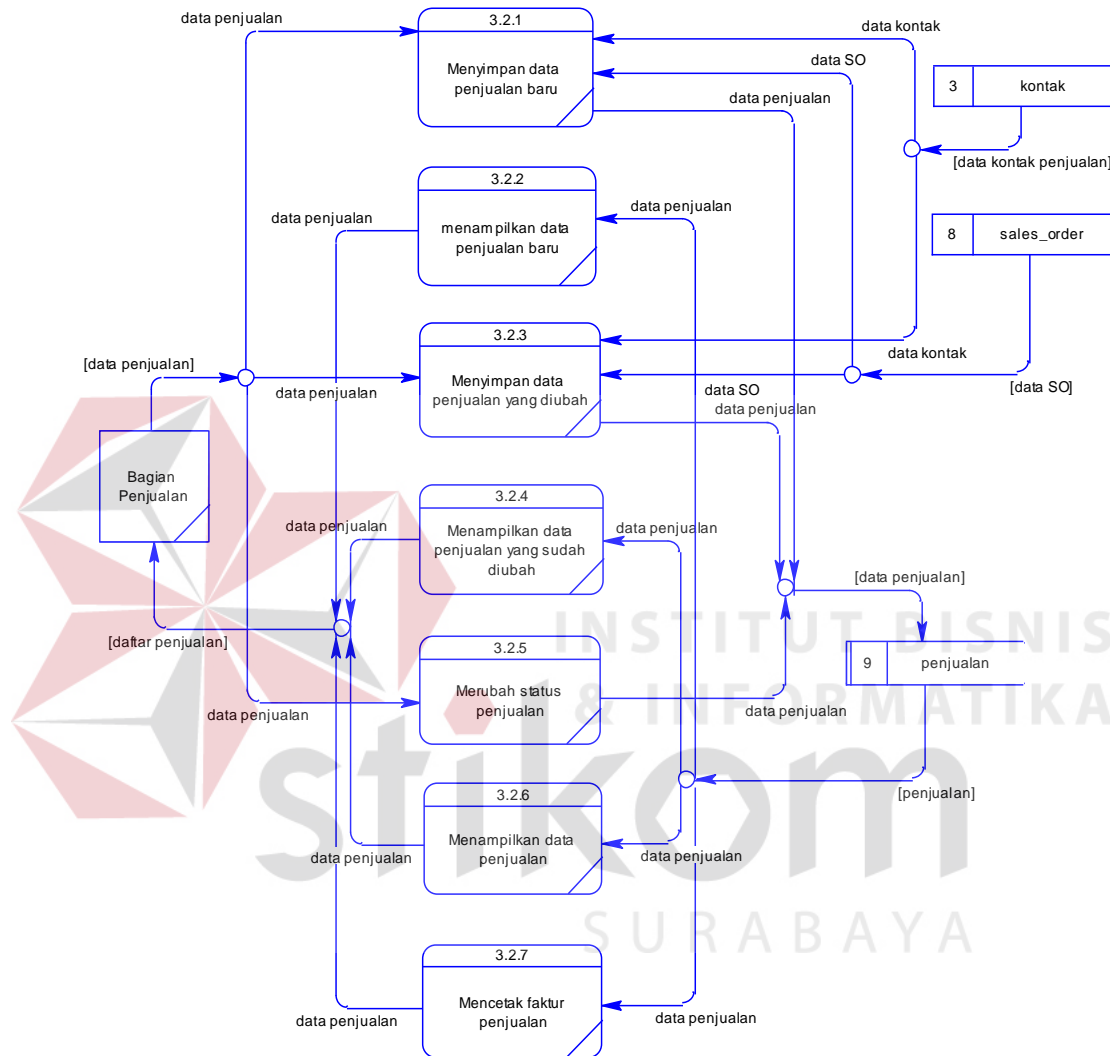 data penjualan
3.2.1
Menyimpan data
penjualan baru
data kontak
data SO
data penjualan
3
kontak
[data kontak penjualan]
3.2.2
menampilkan data
penjualan baru
data penjualan
data penjualan
8
sales_order
3.2.3
Menyimpan data
penjualan yang diubah
[data penjualan]
data penjualan
data kontak
data SO
[data SO]
data penjualan
Bagian
Penjualan
3.2.4
Menampilkan data
penjualan yang sudah
diubah
data penjualan
data penjualan
[data penjualan]
[daftar penjualan]
INSTITUT BISNIS
& INFORMATIKA
3.2.5
Merubah status
penjualan
9
penjualan
data penjualan
data penjualan
stikom
SURABAYA
3.2.6
Menampilkan data
penjualan
[penjualan]
data penjualan
data penjualan
3.2.7
Mencetak faktur
penjualan
data penjualan
data penjualan